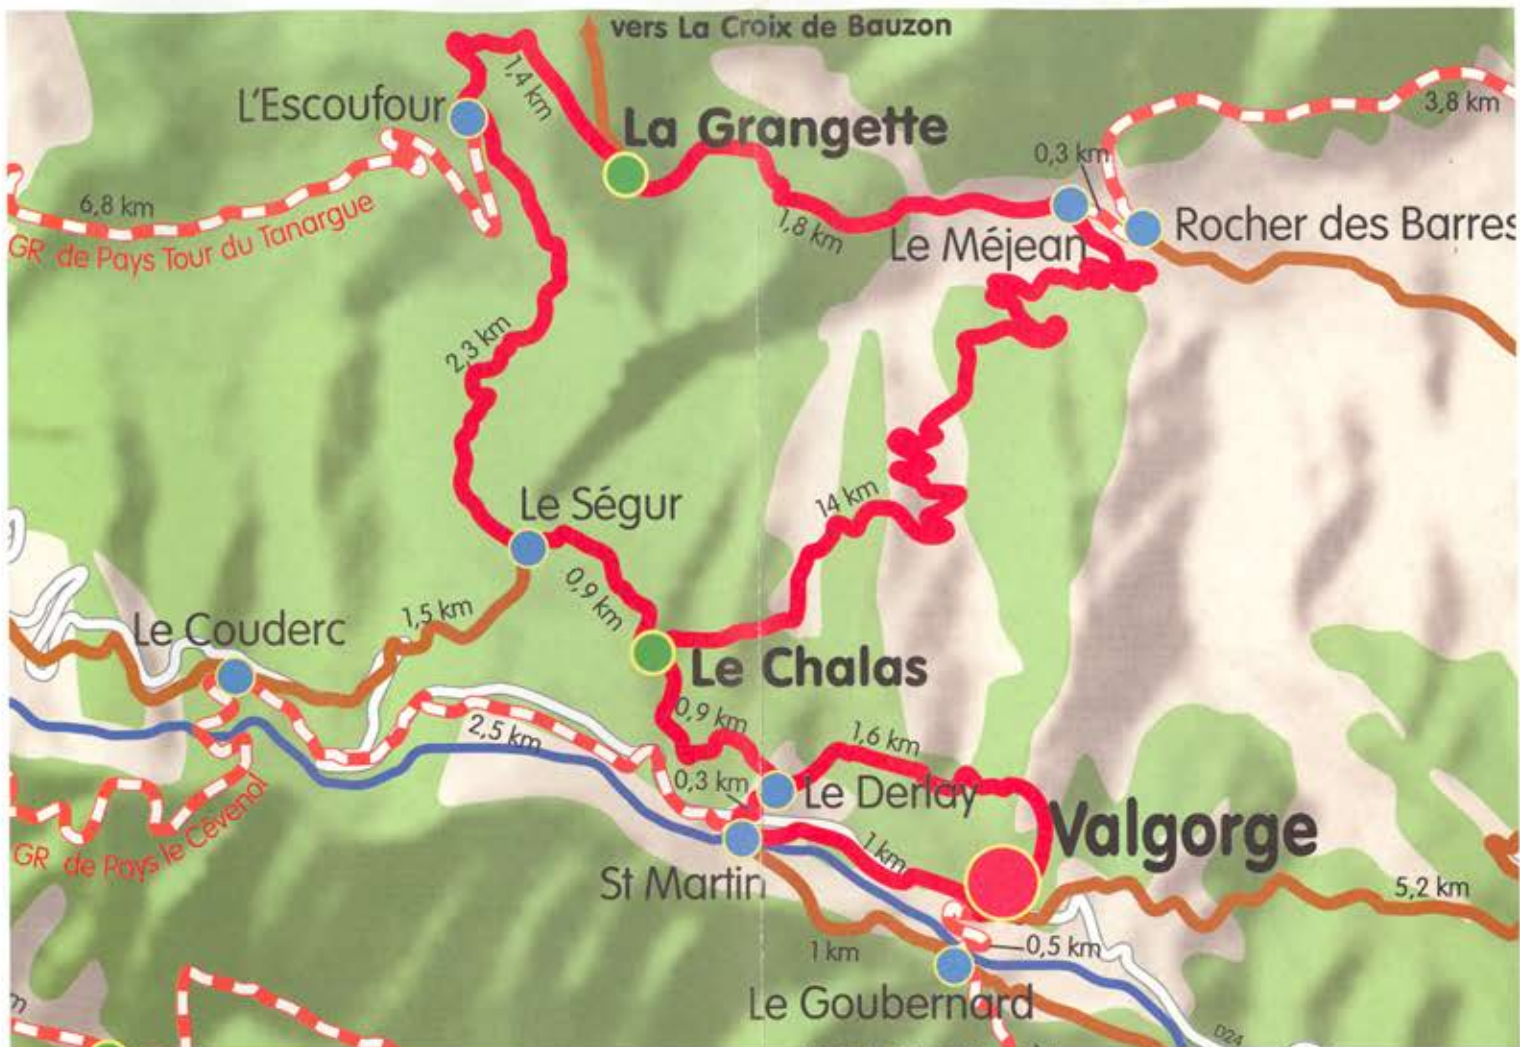 vers La Croix de Bauzon
1,4 km
L'Escoufour
La Grangette
3,8 km
0,3 km
6,8 km
GR de Pays Tour du Tanargue
1,8 km
Le Méjean
Rocher des Barres
2,3 km
14 km
Le Ségur
0,9 km
1,5 km
Le Couderc
Le Chalas
0,9 km
2,5 km
1,6 km
0,3 km
Le Derlay
Valgorge
GR de Pays le Cévenol
1 km
St Martin
5,2 km
1 km
0,5 km
Le Goubernard
D24